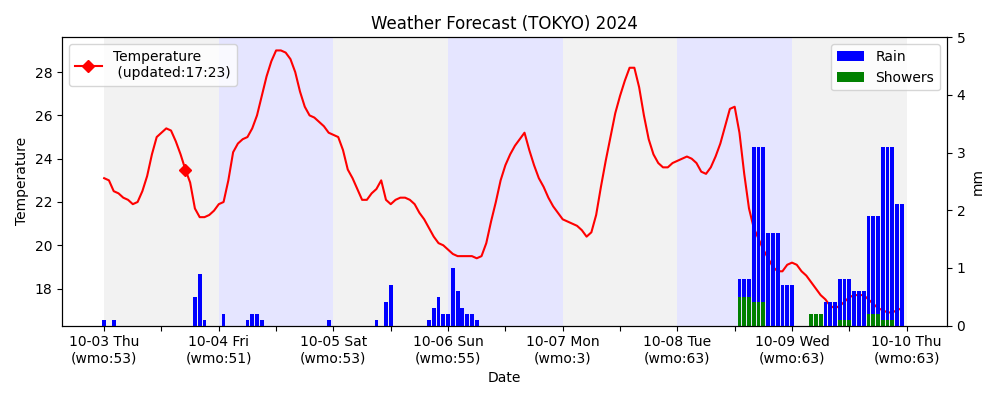 Weather Forecast (TOKYO) 2024
Temperature
(updated:17:23)
Rain
Showers
Temperature
28
26
24
22
20
18
5
4
3
2
1
0
mm
10-03 Thu
(wmo:53)
10-04 Fri
(wmo:51)
10-05 Sat
(wmo:53)
10-06 Sun
(wmo:55)
10-07 Mon
(wmo:3)
10-08 Tue
(wmo:63)
10-09 Wed
(wmo:63)
10-10 Thu
(wmo:63)
Date